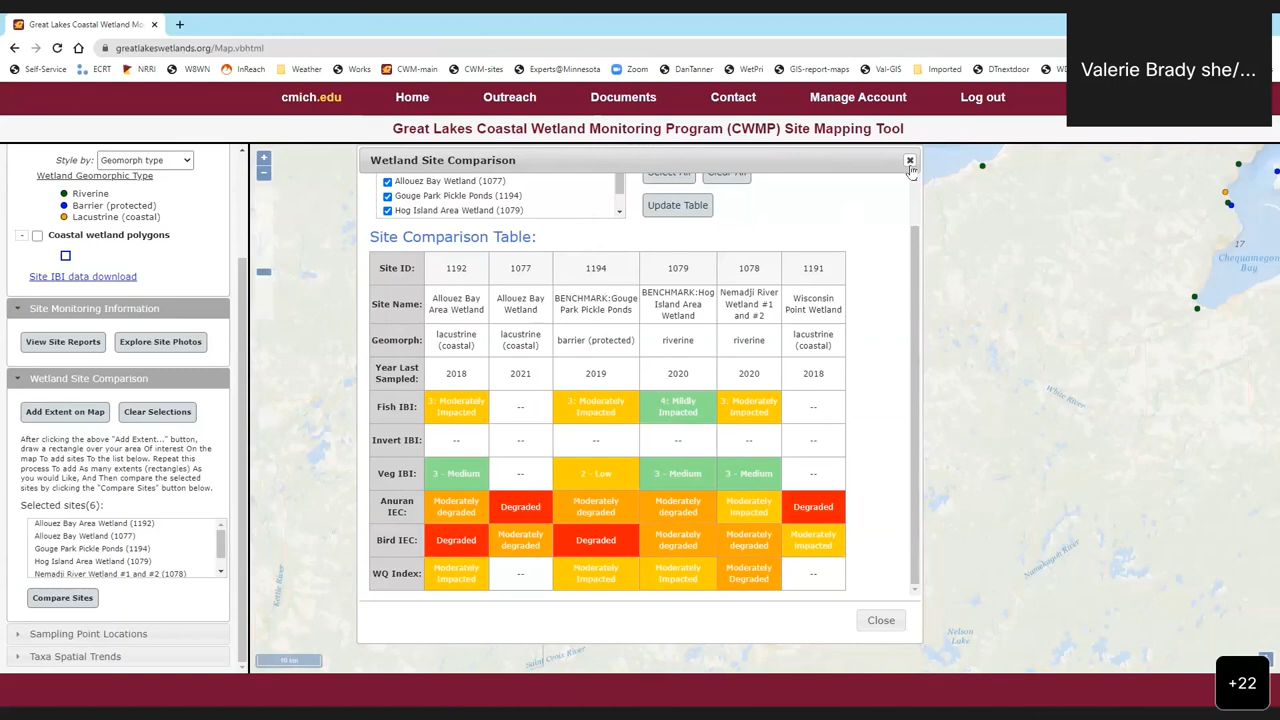 Great Lakes Coastal Wetland Mo
greatlakeswetlands.org/Map.vbhtml
Self-Service
ECRT
NRRI
W8WN
InReach
Weather
Works
CWM-main
CWM-sites
Experts@Minnesota
Zoom
DanTanner
WetPri
GIS-report-maps
Val-GIS
Imported
DTnextdoor
Valerie Brady she/...
cmich.edu
Home
Outreach
Documents
Contact
Manage Account
Log out
Great Lakes Coastal Wetland Monitoring Program (CWMP) Site Mapping Tool
Style by: Geomorph type
Wetland Geomorphic Type
Riverine
Barrier (protected)
Lacustrine (coastal)
Coastal wetland polygons
Site IBI data download
Site Monitoring Information
View Site Reports
Explore Site Photos
Wetland Site Comparison
Add Extent on Map
Clear Selections
After clicking the above "Add Extent..." button,
draw a rectangle over your area Of interest On the
map To add sites To the list below. Repeat this
process To add As many extents (rectangles) As
you would Like, And Then compare the selected
sites by clicking the "Compare Sites" button below.
Selected sites(6):
Allouez Bay Area Wetland (1192)
Allouez Bay Wetland (1077)
Gouge Park Pickle Ponds (1194)
Hog Island Area Wetland (1079)
Nemadji River Wetland #1 and #2 (1078)
Compare Sites
Sampling Point Locations
Taxa Spatial Trends
Wetland Site Comparison
Allouez Bay Wetland (1077)
Gouge Park Pickle Ponds (1194)
Hog Island Area Wetland (1079)
Select All
Clear All
Update Table
Site Comparison Table:
Site ID: 1192 1077 1194 1079 1078 1191
Site Name: Allouez Bay Area Wetland Allouez Bay Wetland BENCHMARK:Gouge Park Pickle Ponds BENCHMARK:Hog Island Area Wetland Nemadji River Wetland #1 and #2 Wisconsin Point Wetland
Geomorph: lacustrine (coastal) lacustrine (coastal) barrier (protected) riverine riverine lacustrine (coastal)
Year Last Sampled: 2018 2021 2019 2020 2020 2018
Fish IBI: 3: Moderately Impacted -- 3: Moderately Impacted 4: Mildly Impacted 3: Moderately Impacted --
Invert IBI: -- -- -- -- -- --
Veg IBI: 3 - Medium -- 2 - Low 3 - Medium 3 - Medium --
Anuran IEC: Moderately degraded Degraded Moderately degraded Moderately degraded Moderately impacted Degraded
Bird IEC: Degraded Moderately degraded Degraded Moderately degraded Moderately degraded Moderately impacted
WQ Index: Moderately Impacted -- Moderately Impacted Moderately Impacted Moderately Degraded --
Close
17
Chequamegon
Bay
White River
Namekagon River
Nelson
Lake
Kettle River
Saint Croix River
10 km
+22